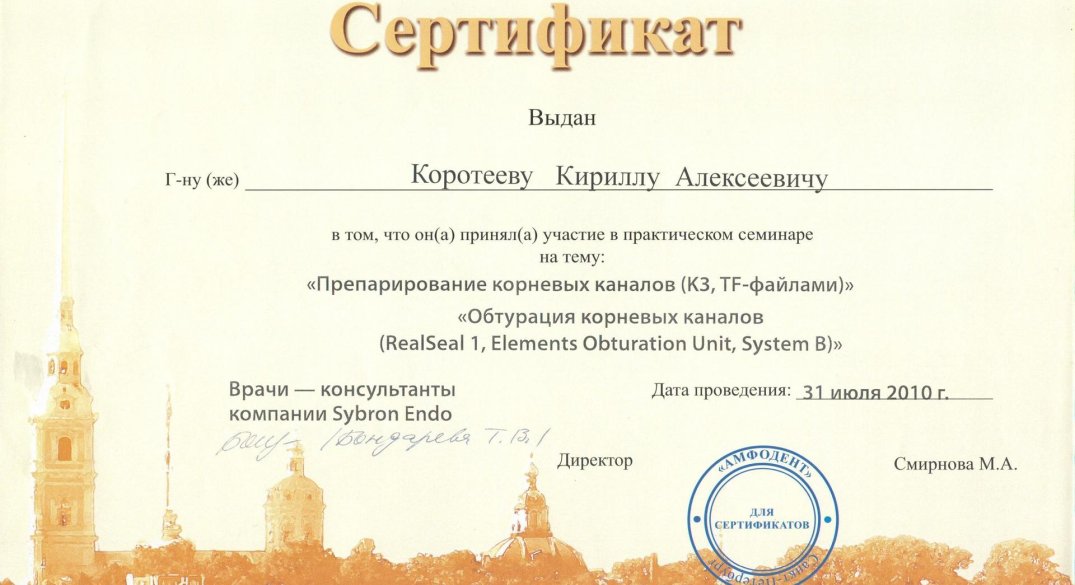 Сертификат
Выдан
Г-ну (же) Коротееву Кириллу Алексеевичу
в том, что он(а) принял(а) участие в практическом семинаре
на тему:
«Препарирование корневых каналов (К3, TF-файлами)»
«Обтурация корневых каналов
(RealSeal 1, Elements Obturation Unit, System B)»
Врачи — консультанты
компании Sybron Endo
Дата проведения: 31 июля 2010 г.
/Бондарева Т.В./
Директор
Смирнова М.А.
«АМФОДЕНТ»
ДЛЯ
СЕРТИФИКАТОВ
Санкт-Петербург